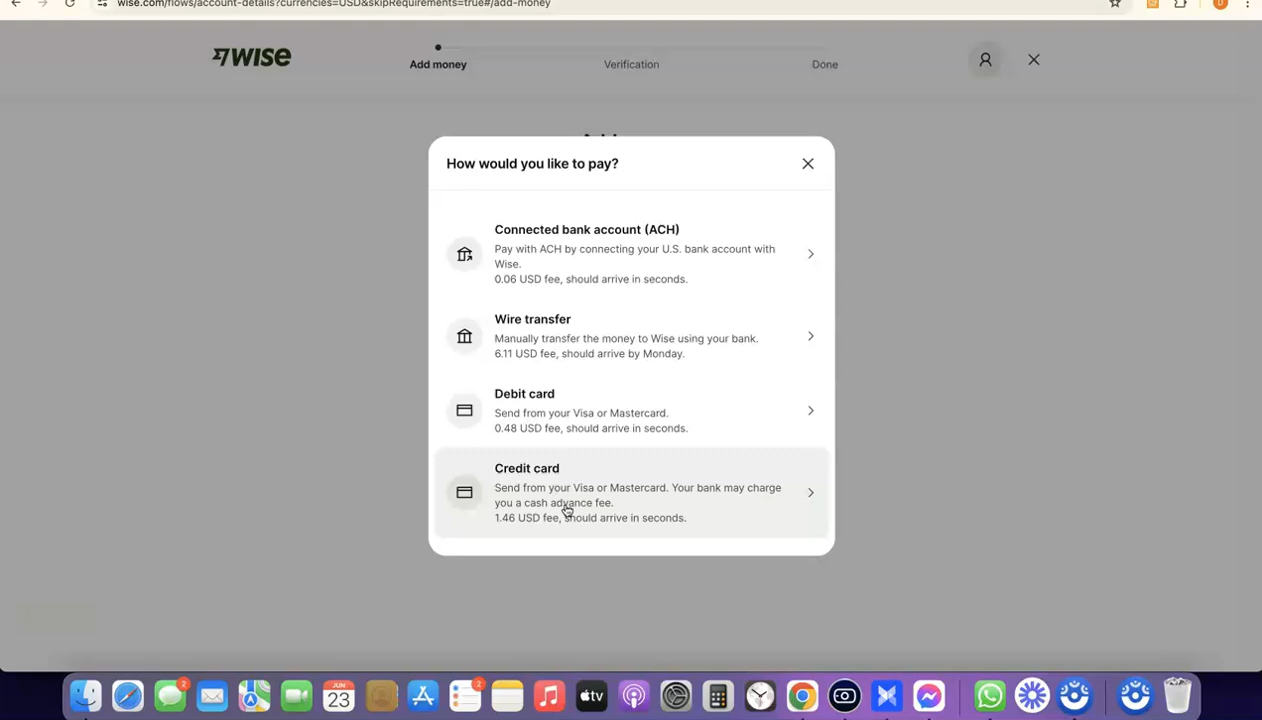 wise.com/flows/account-details?currencies=USD&skipRequirements=true#/add-money
WISE
Add money
Verification
Done
How would you like to pay?
Connected bank account (ACH)
Pay with ACH by connecting your U.S. bank account with
Wise.
0.06 USD fee, should arrive in seconds.
Wire transfer
Manually transfer the money to Wise using your bank.
6.11 USD fee, should arrive by Monday.
Debit card
Send from your Visa or Mastercard.
0.48 USD fee, should arrive in seconds.
Credit card
Send from your Visa or Mastercard. Your bank may charge
you a cash advance fee.
1.46 USD fee, should arrive in seconds.
2
JUN
23
2
tv